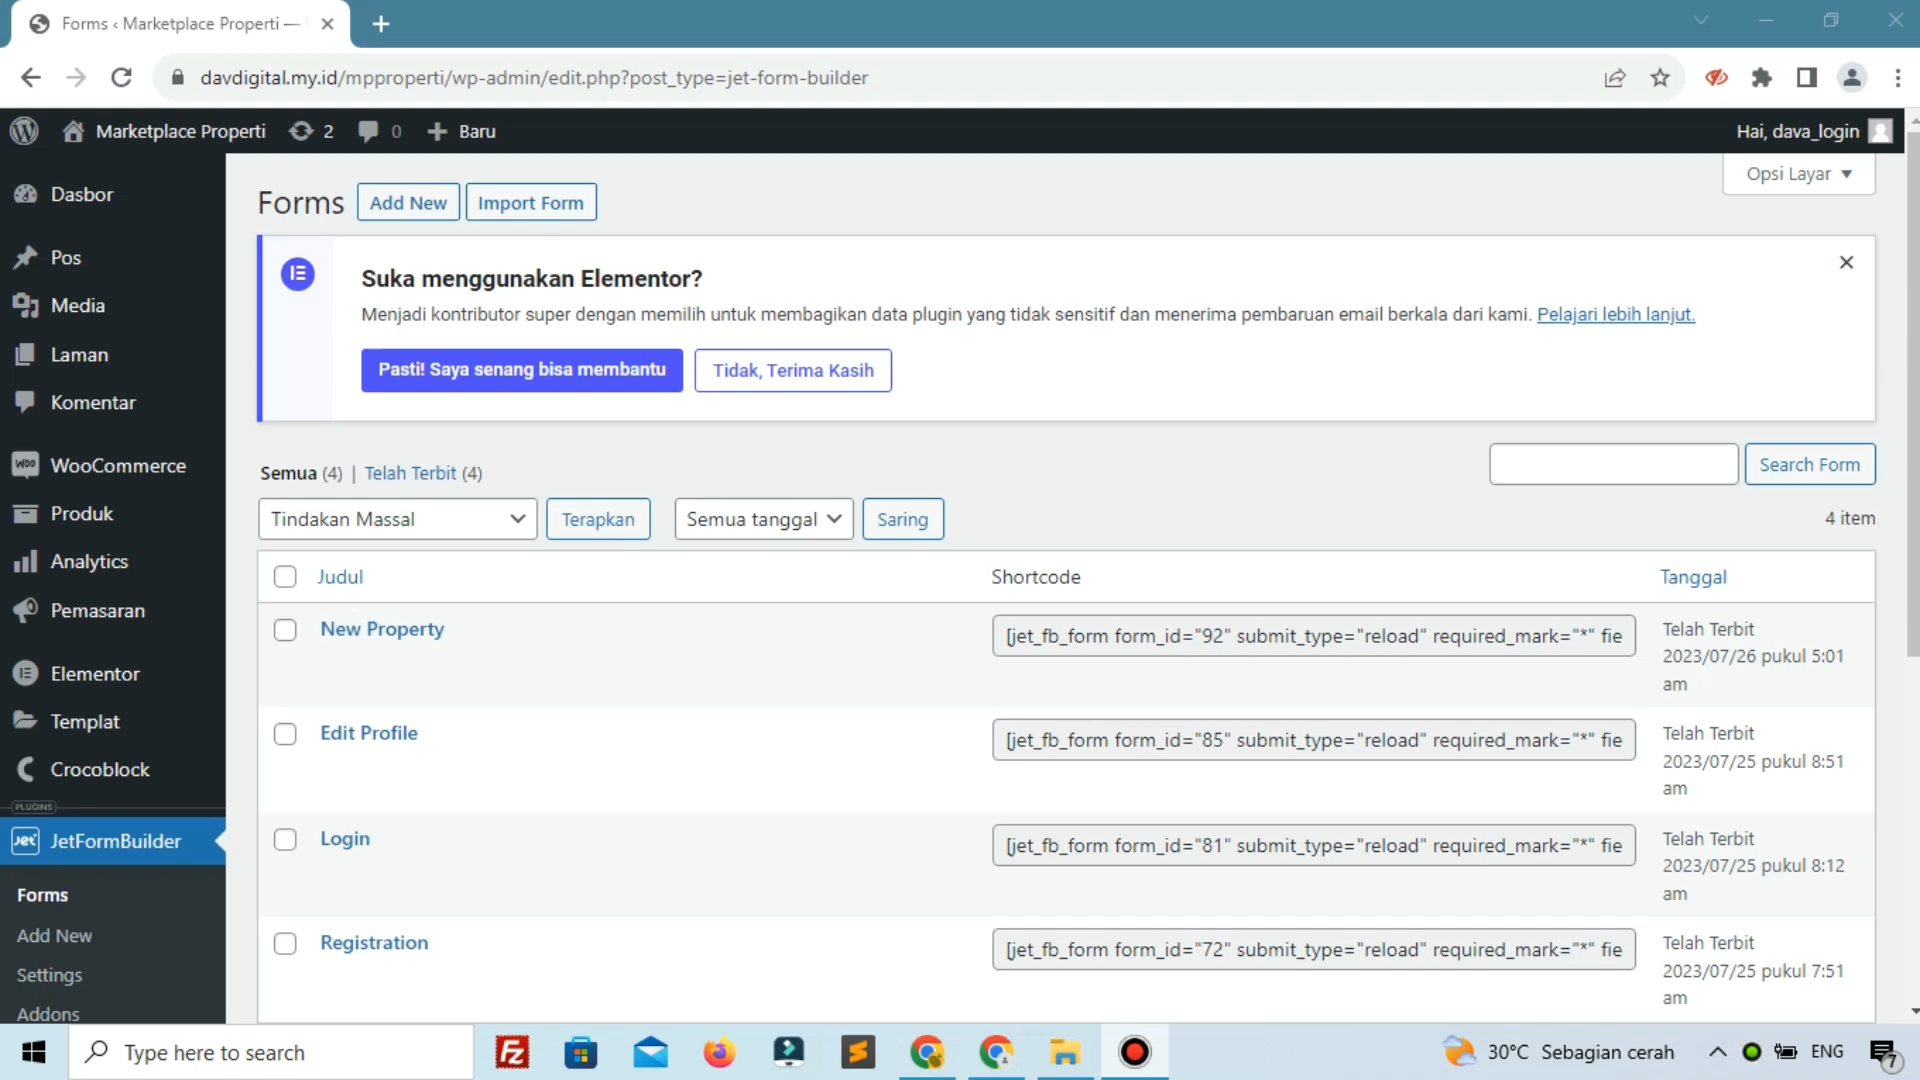 Forms ‹ Marketplace Properti —
davdigital.my.id/mpproperti/wp-admin/edit.php?post_type=jet-form-builder
Marketplace Properti 2 0 Baru
Hai, dava_login
Opsi Layar
Dasbor
Pos
Media
Laman
Komentar
WOO WooCommerce
Produk
Analytics
Pemasaran
Elementor
Templat
Crocoblock
PLUGINS
Jet JetFormBuilder
Forms
Add New
Settings
Addons
Forms Add New Import Form
Suka menggunakan Elementor?
Menjadi kontributor super dengan memilih untuk membagikan data plugin yang tidak sensitif dan menerima pembaruan email berkala dari kami. Pelajari lebih lanjut.
Pasti! Saya senang bisa membantu Tidak, Terima Kasih
Semua (4) | Telah Terbit (4)
Search Form
Tindakan Massal Terapkan Semua tanggal Saring
4 item
Judul Shortcode Tanggal
New Property [jet_fb_form form_id="92" submit_type="reload" required_mark="*" fie Telah Terbit
2023/07/26 pukul 5:01
am
Edit Profile [jet_fb_form form_id="85" submit_type="reload" required_mark="*" fie Telah Terbit
2023/07/25 pukul 8:51
am
Login [jet_fb_form form_id="81" submit_type="reload" required_mark="*" fie Telah Terbit
2023/07/25 pukul 8:12
am
Registration [jet_fb_form form_id="72" submit_type="reload" required_mark="*" fie Telah Terbit
2023/07/25 pukul 7:51
am
Type here to search
30°C Sebagian cerah ENG 7